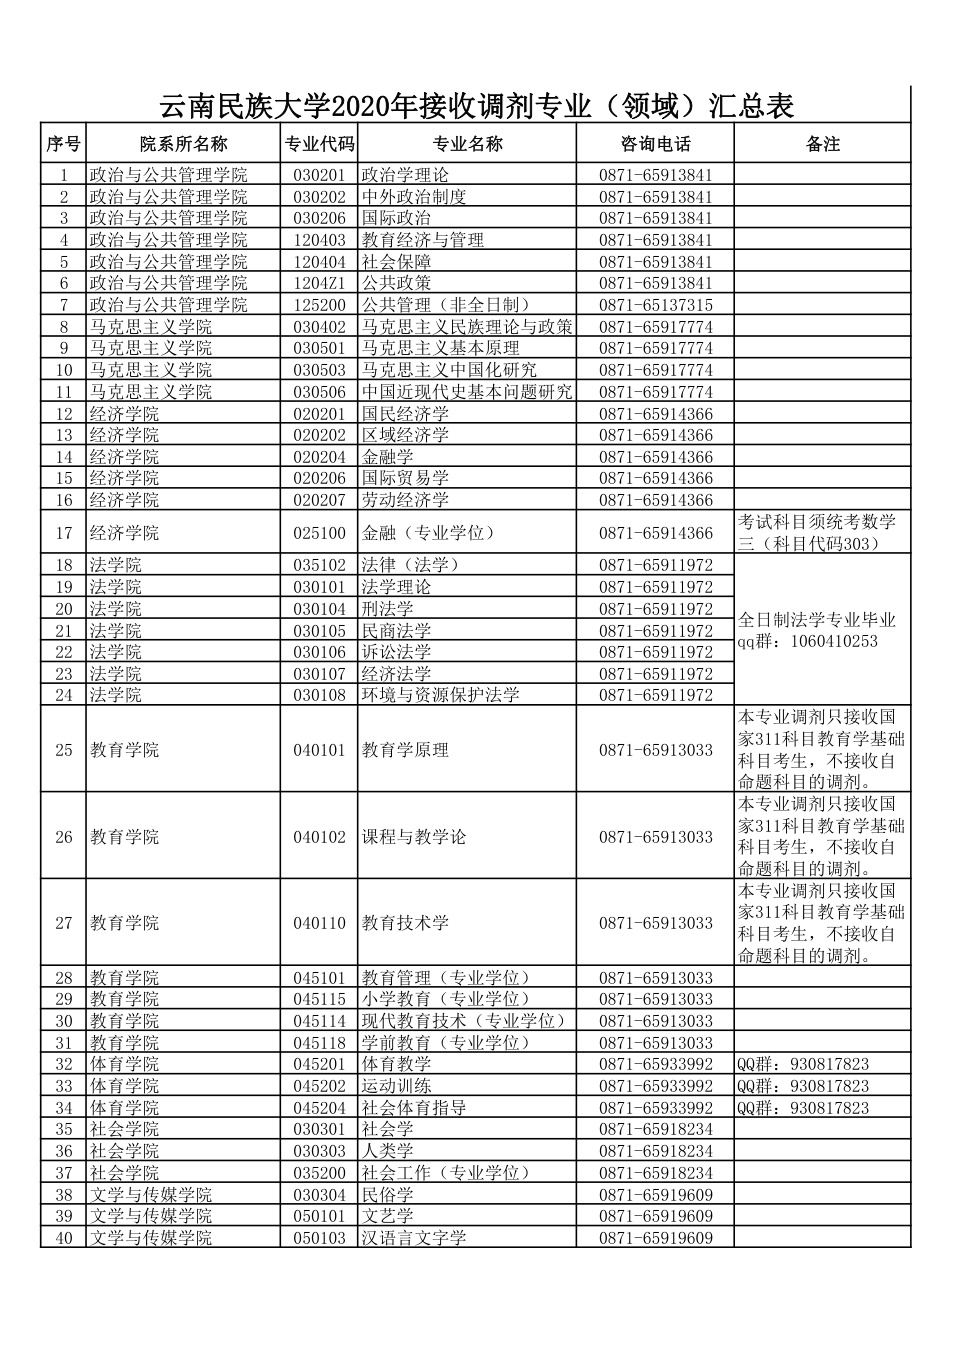 云南民族大学2020年接收调剂专业（领域）汇总表
序号 院系所名称 专业代码 专业名称 咨询电话 备注
1 政治与公共管理学院 030201 政治学理论 0871-65913841
2 政治与公共管理学院 030202 中外政治制度 0871-65913841
3 政治与公共管理学院 030206 国际政治 0871-65913841
4 政治与公共管理学院 120403 教育经济与管理 0871-65913841
5 政治与公共管理学院 120404 社会保障 0871-65913841
6 政治与公共管理学院 1204Z1 公共政策 0871-65913841
7 政治与公共管理学院 125200 公共管理（非全日制） 0871-65137315
8 马克思主义学院 030402 马克思主义民族理论与政策 0871-65917774
9 马克思主义学院 030501 马克思主义基本原理 0871-65917774
10 马克思主义学院 030503 马克思主义中国化研究 0871-65917774
11 马克思主义学院 030506 中国近现代史基本问题研究 0871-65917774
12 经济学院 020201 国民经济学 0871-65914366
13 经济学院 020202 区域经济学 0871-65914366
14 经济学院 020204 金融学 0871-65914366
15 经济学院 020206 国际贸易学 0871-65914366
16 经济学院 020207 劳动经济学 0871-65914366
17 经济学院 025100 金融（专业学位） 0871-65914366 考试科目须统考数学
三（科目代码303）
18 法学院 035102 法律（法学） 0871-65911972
19 法学院 030101 法学理论 0871-65911972
20 法学院 030104 刑法学 0871-65911972
21 法学院 030105 民商法学 0871-65911972
22 法学院 030106 诉讼法学 0871-65911972
23 法学院 030107 经济法学 0871-65911972
24 法学院 030108 环境与资源保护法学 0871-65911972
全日制法学专业毕业
qq群：1060410253
25 教育学院 040101 教育学原理 0871-65913033 本专业调剂只接收国
家311科目教育学基础
科目考生，不接收自
命题科目的调剂。
26 教育学院 040102 课程与教学论 0871-65913033 本专业调剂只接收国
家311科目教育学基础
科目考生，不接收自
命题科目的调剂。
27 教育学院 040110 教育技术学 0871-65913033 本专业调剂只接收国
家311科目教育学基础
科目考生，不接收自
命题科目的调剂。
28 教育学院 045101 教育管理（专业学位） 0871-65913033
29 教育学院 045115 小学教育（专业学位） 0871-65913033
30 教育学院 045114 现代教育技术（专业学位） 0871-65913033
31 教育学院 045118 学前教育（专业学位） 0871-65913033
32 体育学院 045201 体育教学 0871-65933992 QQ群：930817823
33 体育学院 045202 运动训练 0871-65933992 QQ群：930817823
34 体育学院 045204 社会体育指导 0871-65933992 QQ群：930817823
35 社会学院 030301 社会学 0871-65918234
36 社会学院 030303 人类学 0871-65918234
37 社会学院 035200 社会工作（专业学位） 0871-65918234
38 文学与传媒学院 030304 民俗学 0871-65919609
39 文学与传媒学院 050101 文艺学 0871-65919609
40 文学与传媒学院 050103 汉语言文字学 0871-65919609